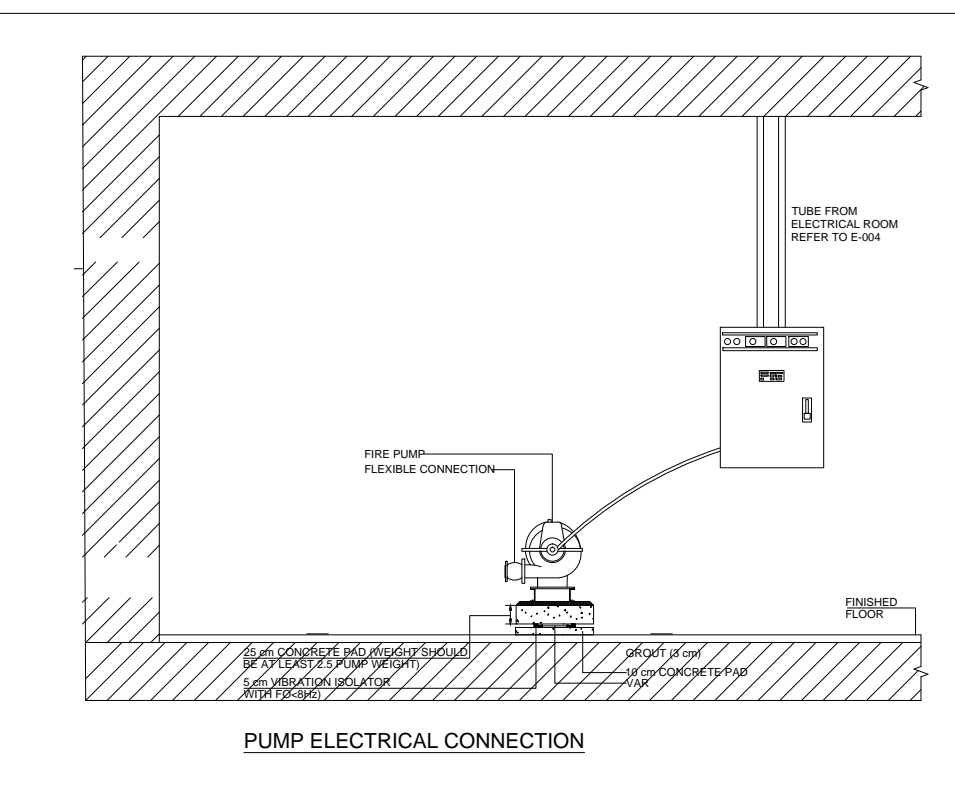 TUBE FROM
ELECTRICAL ROOM
REFER TO E-004
FIRE PUMP
FLEXIBLE CONNECTION
FINISHED
FLOOR
25 cm CONCRETE PAD (WEIGHT SHOULD
BE AT LEAST 2.5 PUMP WEIGHT)
5 cm VIBRATION ISOLATOR
WITH FO<8Hz)
GROUT (3 cm)
10 cm CONCRETE PAD
VAR
PUMP ELECTRICAL CONNECTION